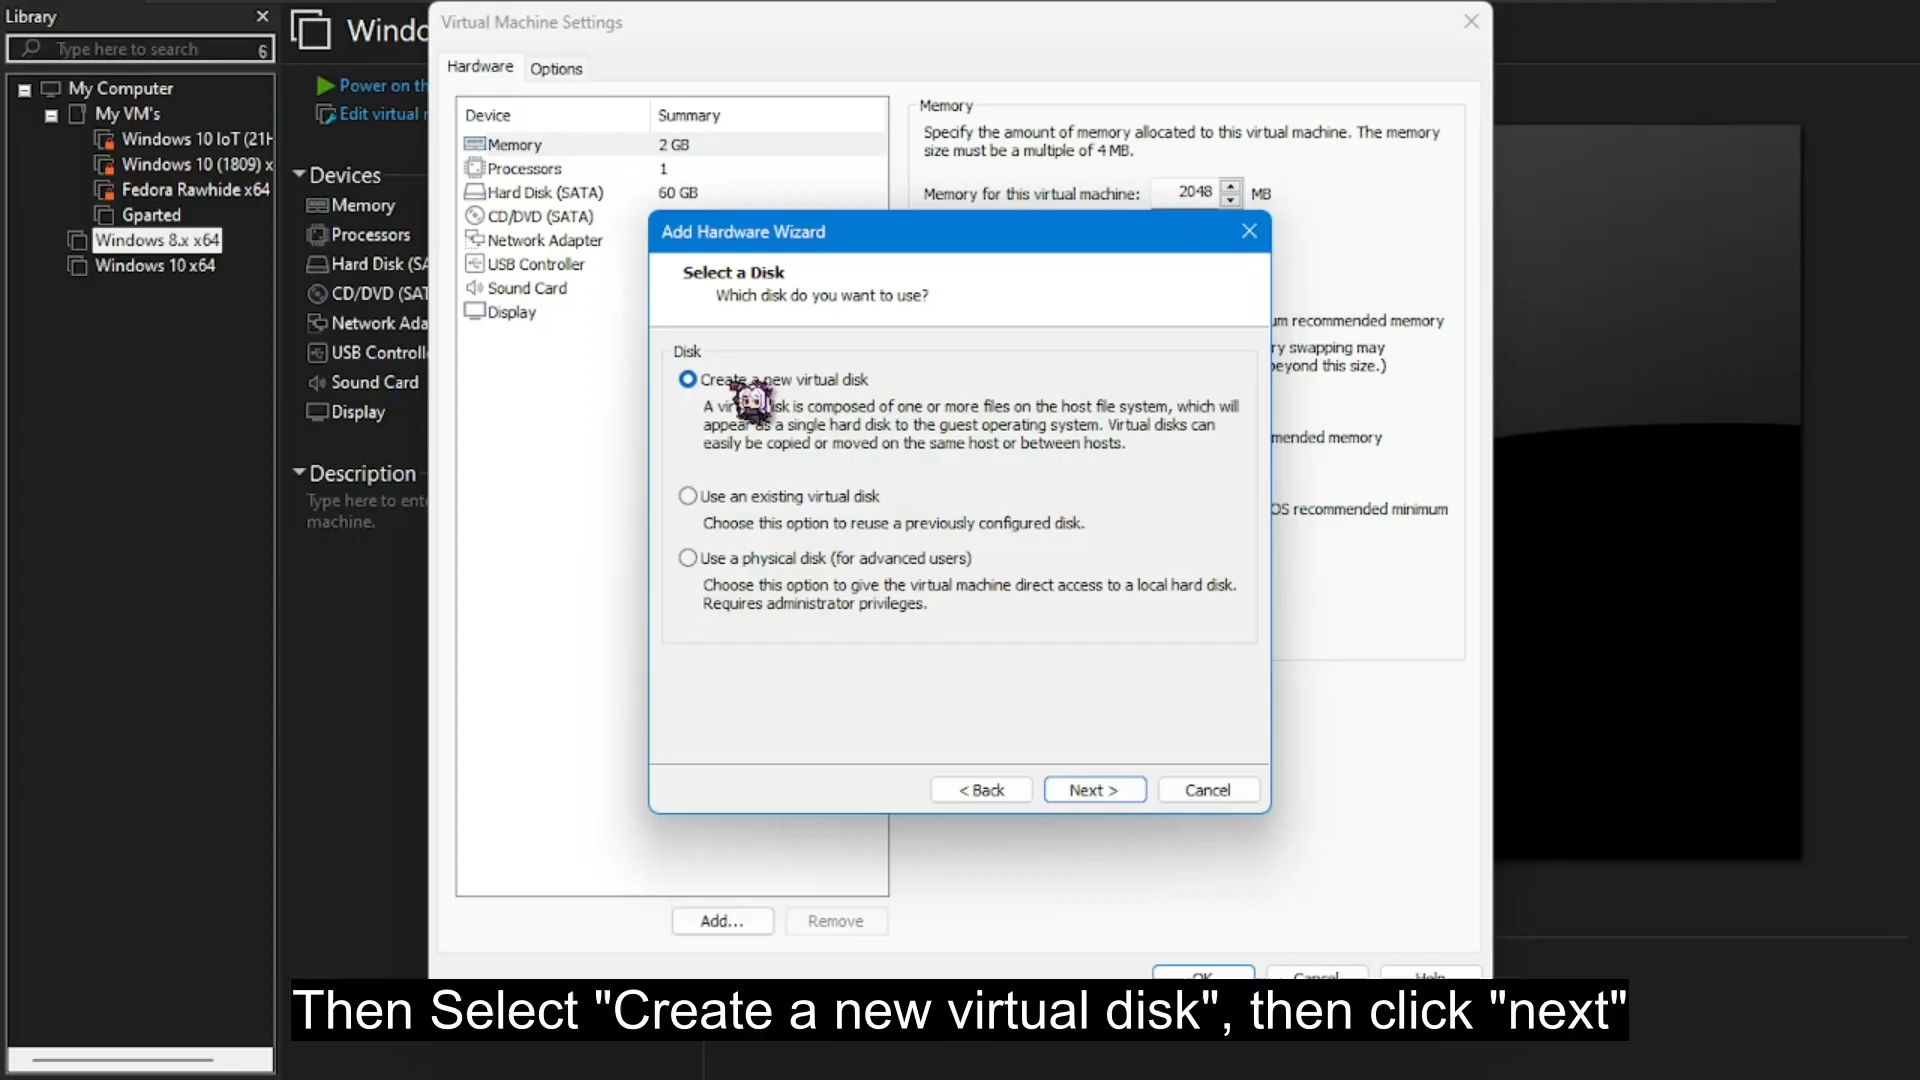 Library
Type here to search
6
My Computer
My VM's
Windows 10 IoT (21H
Windows 10 (1809) x
Fedora Rawhide x64
Gparted
Windows 8.x x64
Windows 10 x64
Windo
Power on th
Edit virtual
Devices
Memory
Processors
Hard Disk (SA
CD/DVD (SAT
Network Ada
USB Controll
Sound Card
Display
Description
Type here to ente
machine.
Virtual Machine Settings
Hardware
Options
Device
Summary
Memory
2 GB
Processors
1
Hard Disk (SATA)
60 GB
CD/DVD (SATA)
Network Adapter
USB Controller
Sound Card
Display
Add...
Remove
Memory
Specify the amount of memory allocated to this virtual machine. The memory
size must be a multiple of 4 MB.
Memory for this virtual machine:
2048
MB
um recommended memory
ry swapping may
beyond this size.)
mended memory
OS recommended minimum
Add Hardware Wizard
Select a Disk
Which disk do you want to use?
Disk
Create a new virtual disk
A disk is composed of one or more files on the host file system, which will
appear as a single hard disk to the guest operating system. Virtual disks can
easily be copied or moved on the same host or between hosts.
Use an existing virtual disk
Choose this option to reuse a previously configured disk.
Use a physical disk (for advanced users)
Choose this option to give the virtual machine direct access to a local hard disk.
Requires administrator privileges.
< Back
Next >
Cancel
OK
Cancel
Help
Then Select "Create a new virtual disk", then click "next"